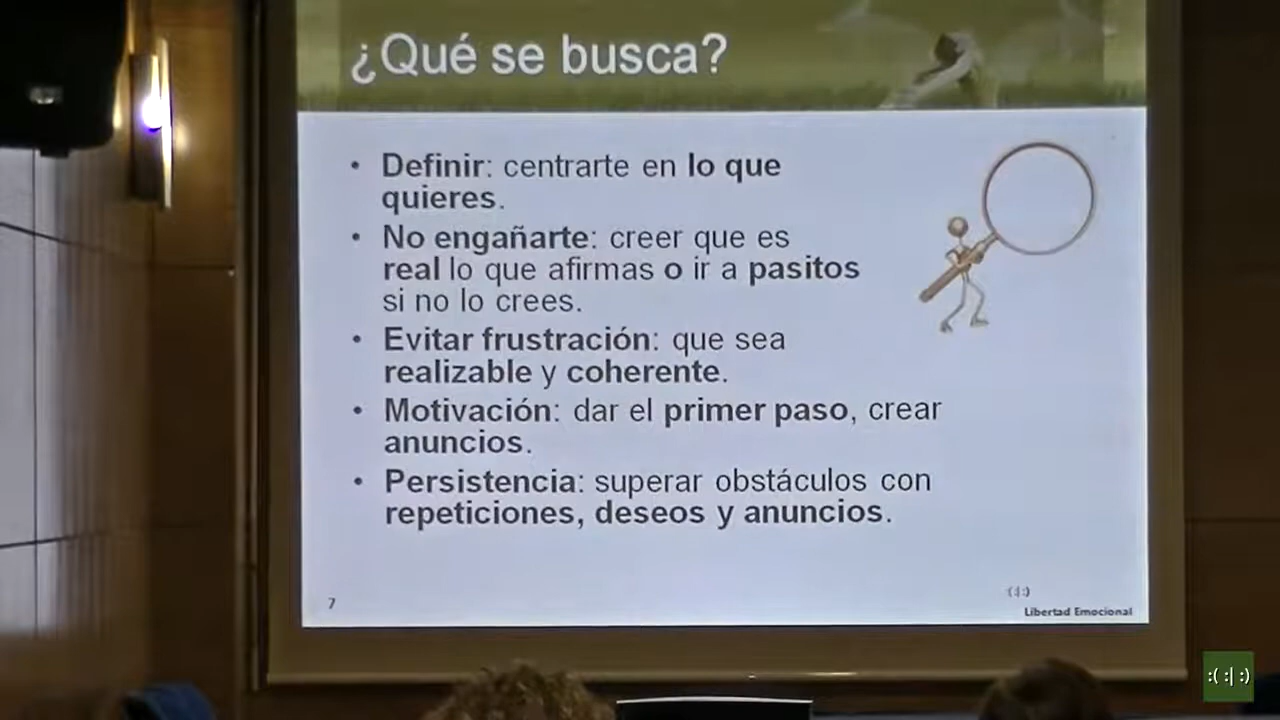 ¿Qué se busca?
• Definir: centrarte en lo que
quieres.
• No engañarte: creer que es
real lo que afirmas o ir a pasitos
si no lo crees.
• Evitar frustración: que sea
realizable y coherente.
• Motivación: dar el primer paso, crear
anuncios.
• Persistencia: superar obstáculos con
repeticiones, deseos y anuncios.
7
:( :| :)
Libertad Emocional
:( :| :)